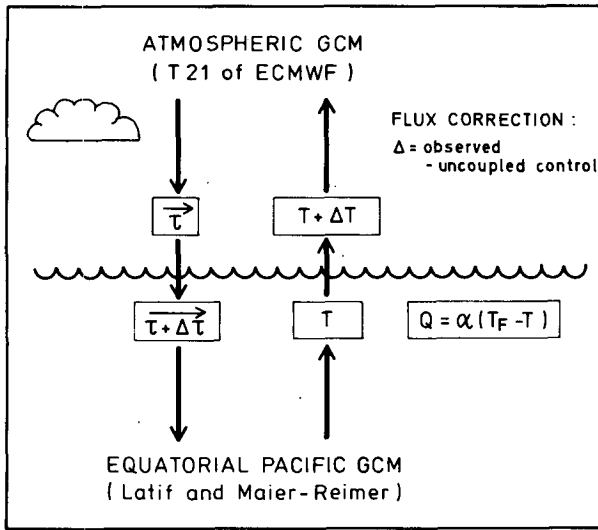 ATMOSPHERIC GCM
(T21 of ECMWF)
FLUX CORRECTION :
Δ = observed
- uncoupled control
τ⃗
T + ΔT
τ + Δτ
T
Q = α(T_F - T)
EQUATORIAL PACIFIC GCM
(Latif and Maier-Reimer)